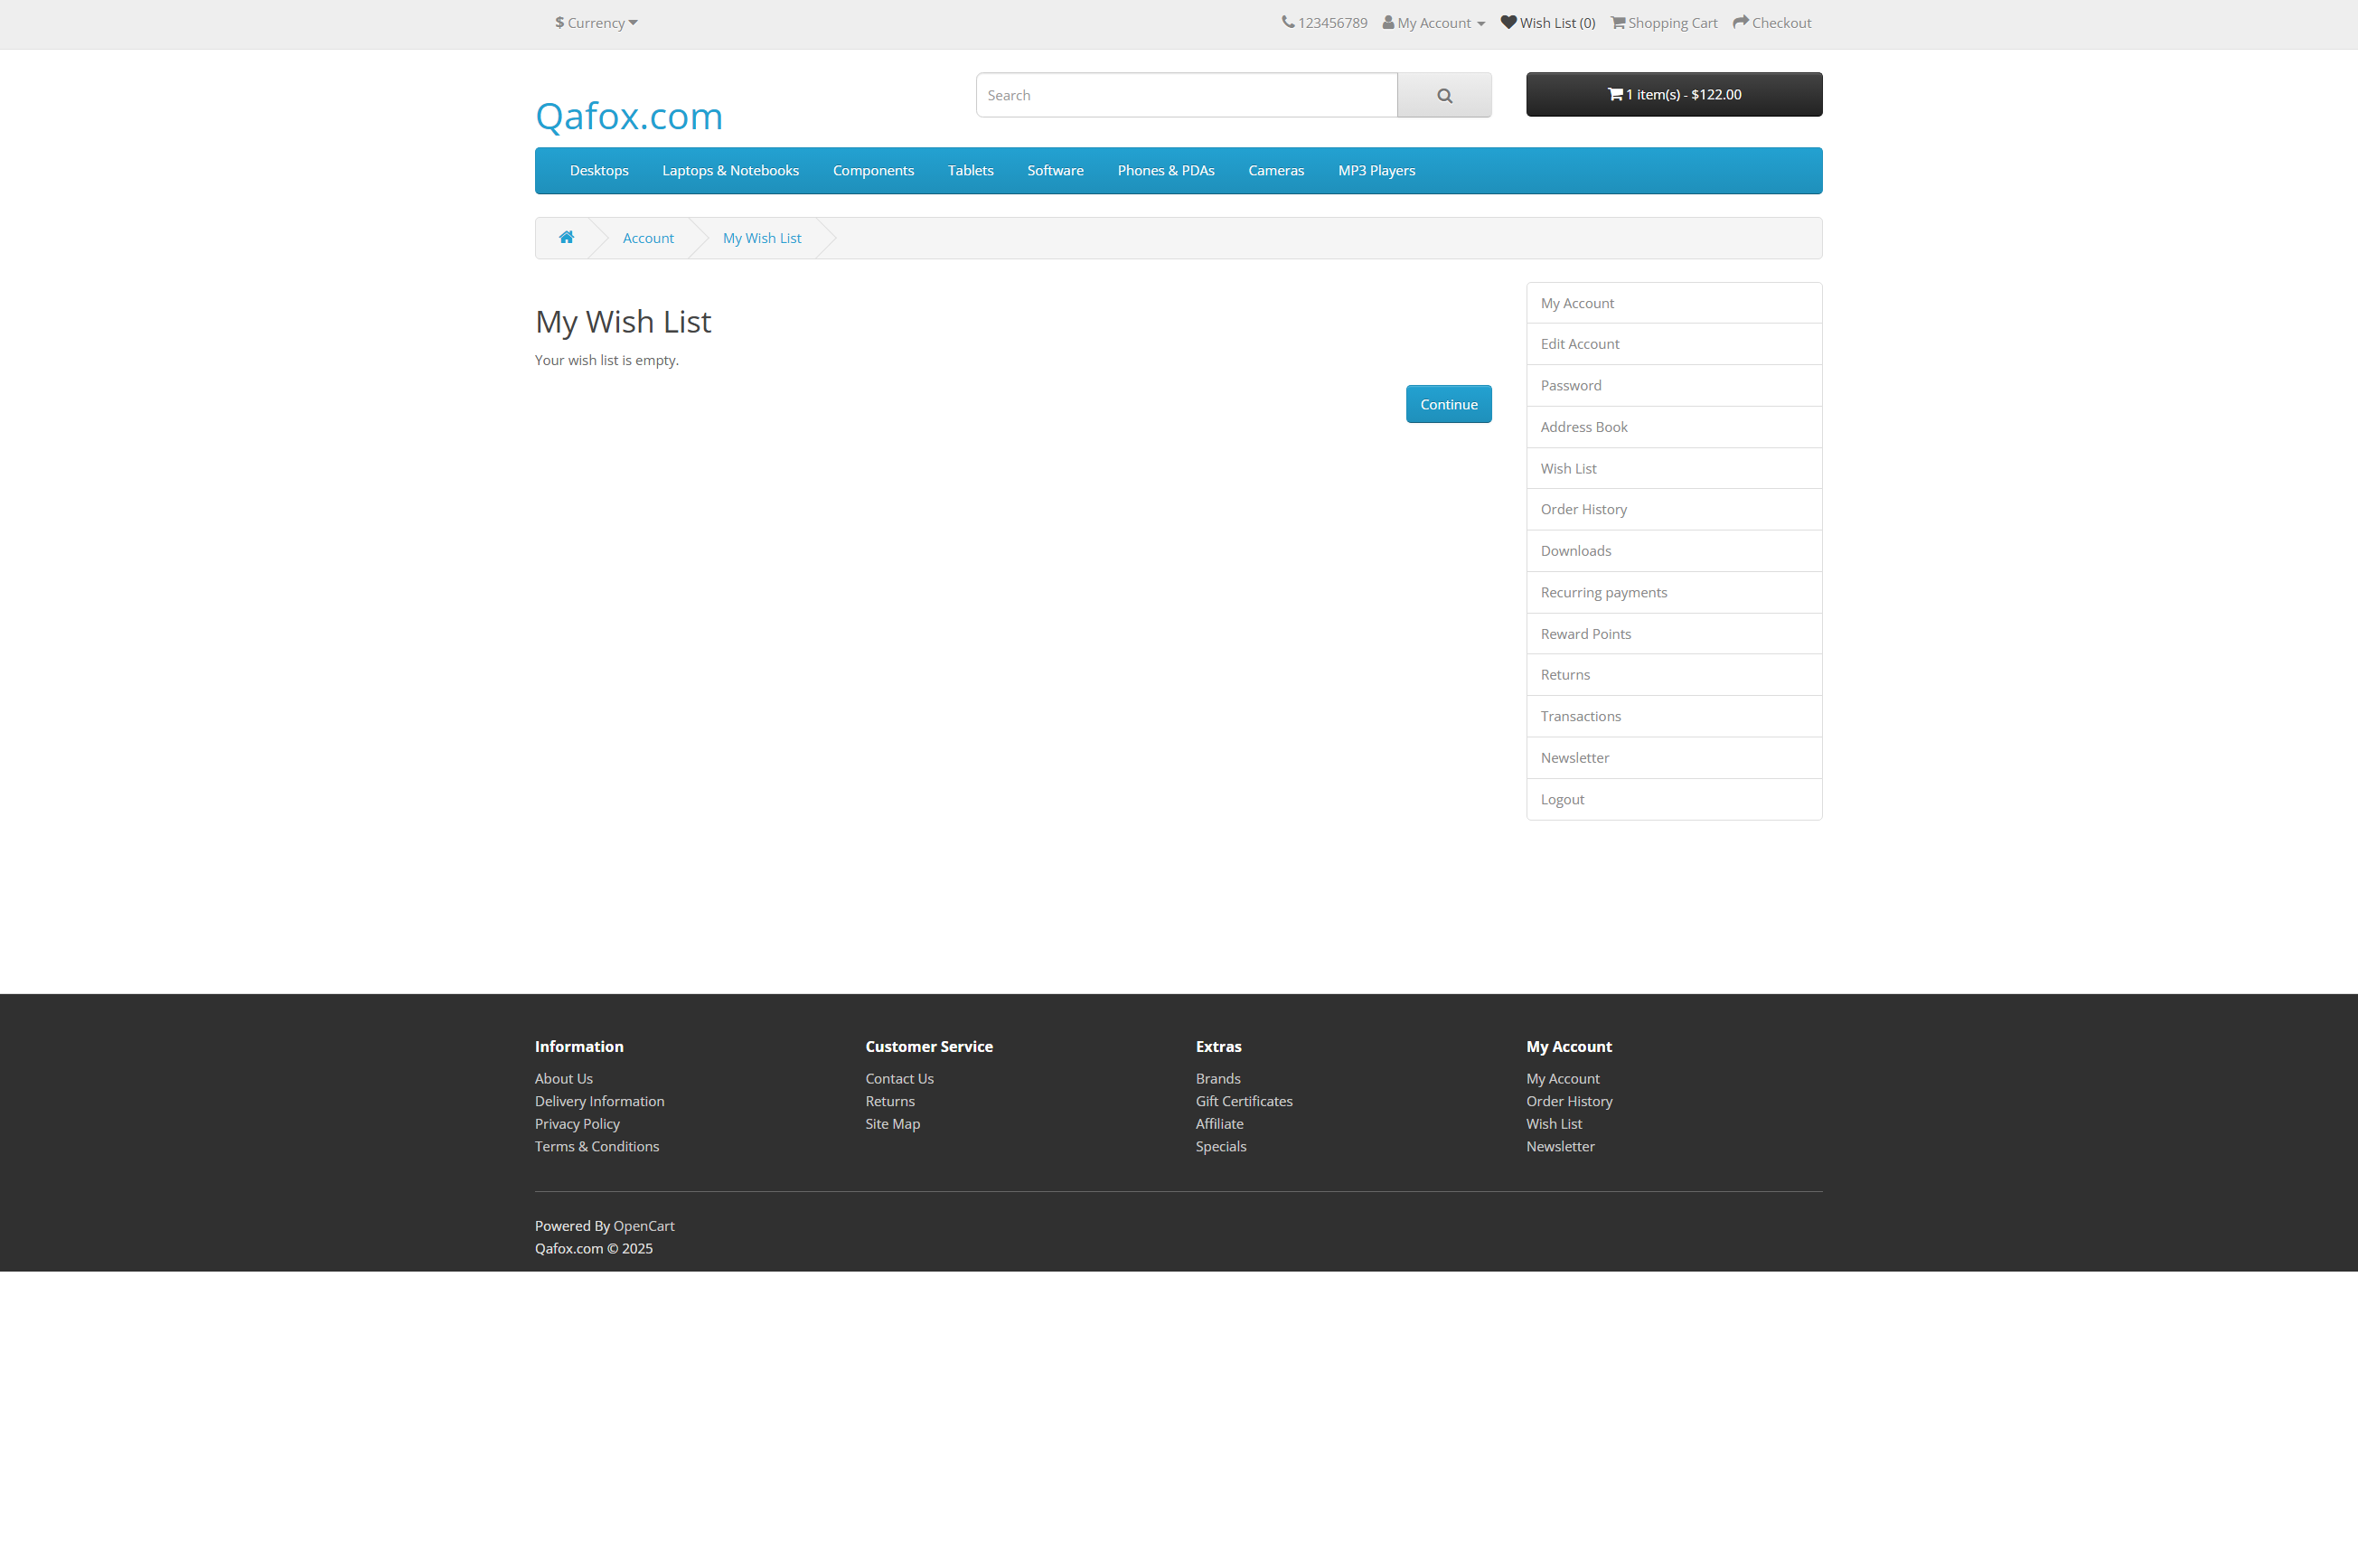 $ Currency
123456789 My Account Wish List (0) Shopping Cart Checkout
Qafox.com
Search
1 item(s) - $122.00
Desktops Laptops & Notebooks Components Tablets Software Phones & PDAs Cameras MP3 Players
Account My Wish List
My Wish List
Your wish list is empty.
Continue
My Account
Edit Account
Password
Address Book
Wish List
Order History
Downloads
Recurring payments
Reward Points
Returns
Transactions
Newsletter
Logout
Information
About Us
Delivery Information
Privacy Policy
Terms & Conditions
Customer Service
Contact Us
Returns
Site Map
Extras
Brands
Gift Certificates
Affiliate
Specials
My Account
My Account
Order History
Wish List
Newsletter
Powered By OpenCart
Qafox.com © 2025